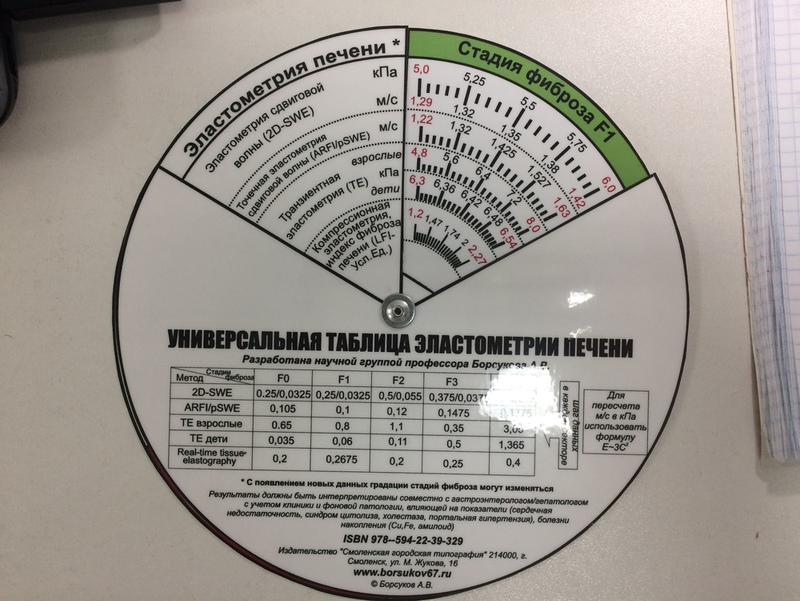 Эластометрия печени *
Стадия фиброза F1
Эластометрия сдвиговой
волны (2D-SWE)
кПа
5,0 5,25 5,5 5,75 6,0
м/с
1,29 1,32 1,35 1,38 1,42
Точечная эластометрия
сдвиговой волны (ARFI/pSWE)
м/с
1,22 1,32 1,425 1,527 1,63
Транзиентная
эластометрия (TE)
взрослые
4,8 5,6 6,4 7,2 8,0
кПа
дети
6,3 6,36 6,42 6,48 6,54
Компрессионная
эластометрия,
индекс фиброза
печени (LFI-
Усл.Ед.)
1,2 1,47 1,74 2 2,27
УНИВЕРСАЛЬНАЯ ТАБЛИЦА ЭЛАСТОМЕТРИИ ПЕЧЕНИ
Разработана научной группой профессора Борсукова А.В.
Метод Стадии фиброза F0 F1 F2 F3
2D-SWE 0.25/0,0325 0,25/0,0325 0,5/0,055
ARFI/pSWE 0,105 0,1 0,12 0,1475
TE взрослые 0.65 0,8 1,1 0,35
TE дети 0,035 0,06 0,11 0,5 1,365
Real-time tissue-
elastography 0,2 0,2675 0,2 0,25 0,4
шаг данных
в каждом секторе
Для
пересчета
м/с в кПа
использовать
формулу
E~3C²
* С появлением новых данных градации стадий фиброза могут изменяться
Результаты должны быть интерпретированы совместно с гастроэнтерологом/гепатологом
с учетом клиники и фоновой патологии, влияющей на показатели (сердечная
недостаточность, синдром цитолиза, холестаза, портальная гипертензия), болезни
накопления (Cu,Fe, амилоид)
ISBN 978--594-22-39-329
Издательство "Смоленская городская типография" 214000, г.
Смоленск, ул. М. Жукова, 16
www.borsukov67.ru
© Борсуков А.В.